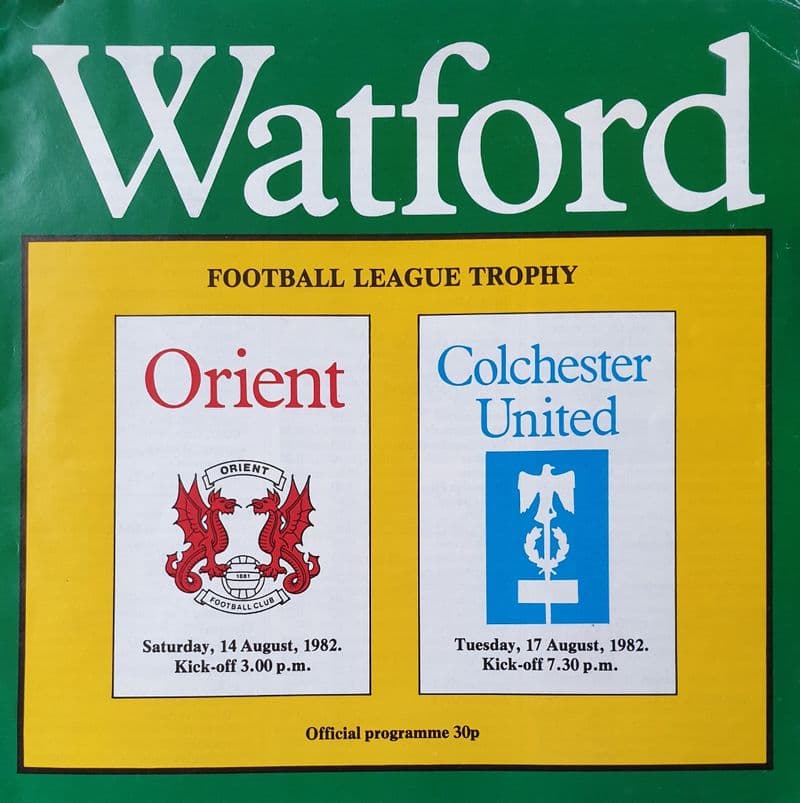 Watford
FOOTBALL LEAGUE TROPHY
Orient
ORIENT
1881
FOOTBALL CLUB
Saturday, 14 August, 1982.
Kick-off 3.00 p.m.
Colchester
United
Tuesday, 17 August, 1982.
Kick-off 7.30 p.m.
Official programme 30p